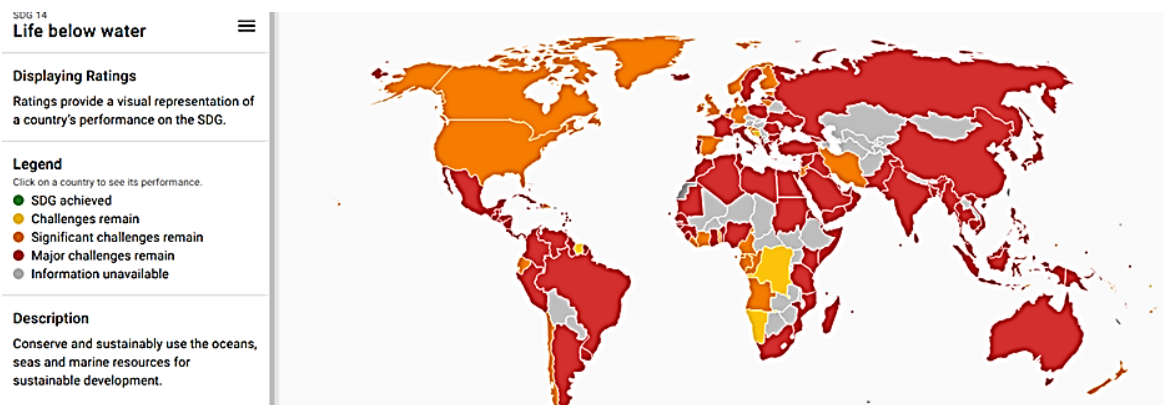 SDG 14
Life below water
Displaying Ratings
Ratings provide a visual representation of
a country's performance on the SDG.
Legend
Click on a country to see its performance.
SDG achieved
Challenges remain
Significant challenges remain
Major challenges remain
Information unavailable
Description
Conserve and sustainably use the oceans,
seas and marine resources for
sustainable development.